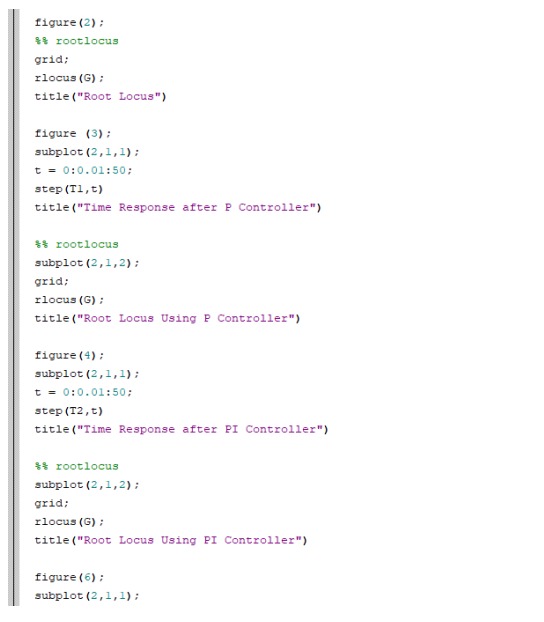 figure(2);
%% rootlocus
grid;
rlocus(G);
title("Root Locus")
figure (3);
subplot(2,1,1);
t = 0:0.01:50;
step(T1,t)
title("Time Response after P Controller")
%% rootlocus
subplot(2,1,2);
grid;
rlocus(G);
title("Root Locus Using P Controller")
figure(4);
subplot(2,1,1);
t = 0:0.01:50;
step(T2,t)
title("Time Response after PI Controller")
%% rootlocus
subplot(2,1,2);
grid;
rlocus(G);
title("Root Locus Using PI Controller")
figure(6);
subplot(2,1,1);